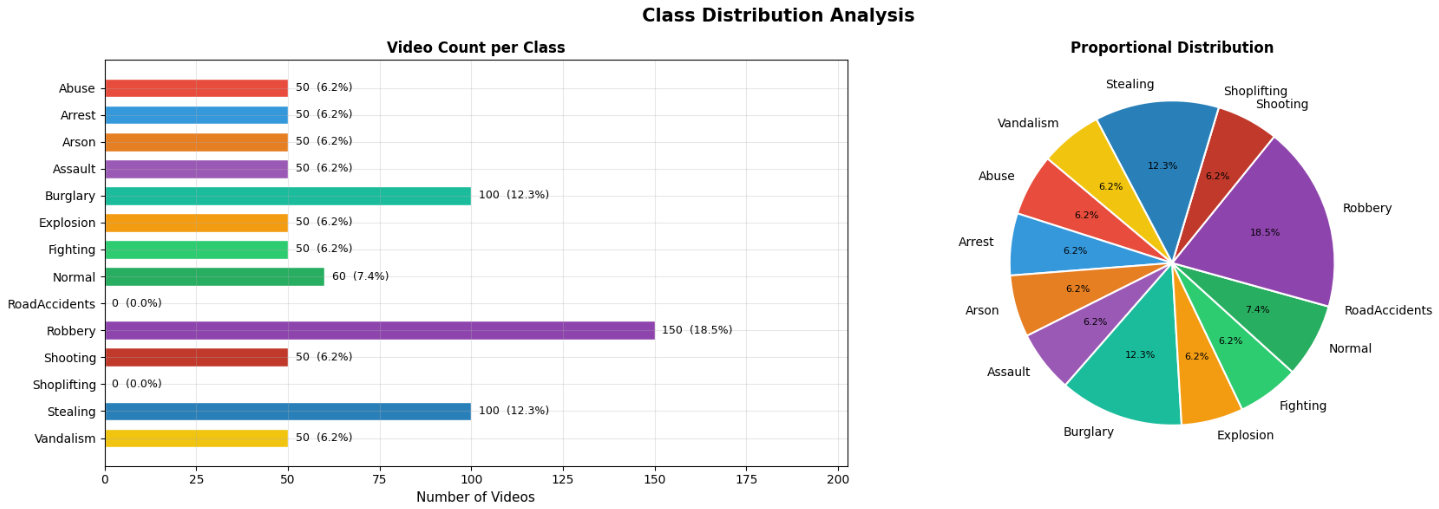 Class Distribution Analysis
Video Count per Class
Abuse 50 (6.2%)
Arrest 50 (6.2%)
Arson 50 (6.2%)
Assault 50 (6.2%)
Burglary 100 (12.3%)
Explosion 50 (6.2%)
Fighting 50 (6.2%)
Normal 60 (7.4%)
RoadAccidents 0 (0.0%)
Robbery 150 (18.5%)
Shooting 50 (6.2%)
Shoplifting 0 (0.0%)
Stealing 100 (12.3%)
Vandalism 50 (6.2%)
0 25 50 75 100 125 150 175 200
Number of Videos
Proportional Distribution
Stealing
12.3%
Shoplifting
Shooting
6.2%
Robbery
18.5%
RoadAccidents
Normal
7.4%
Fighting
6.2%
Explosion
6.2%
Burglary
12.3%
Assault
6.2%
Arson
6.2%
Arrest
6.2%
Abuse
6.2%
Vandalism
6.2%